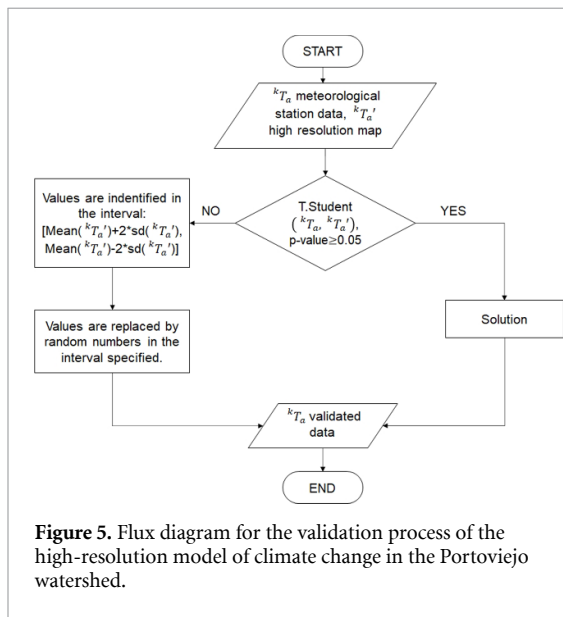 START
ᵏTₐ meteorological
station data, ᵏTₐ'
high resolution map
T.Student
(ᵏTₐ, ᵏTₐ'),
p-value≥0.05
NO
YES
Values are indentified in
the interval:
[Mean(ᵏTₐ')+2*sd(ᵏTₐ'),
Mean(ᵏTₐ')-2*sd(ᵏTₐ')]
Values are replaced by
random numbers in the
interval specified.
Solution
ᵏTₐ validated
data
END
Figure 5. Flux diagram for the validation process of the
high-resolution model of climate change in the Portoviejo
watershed.